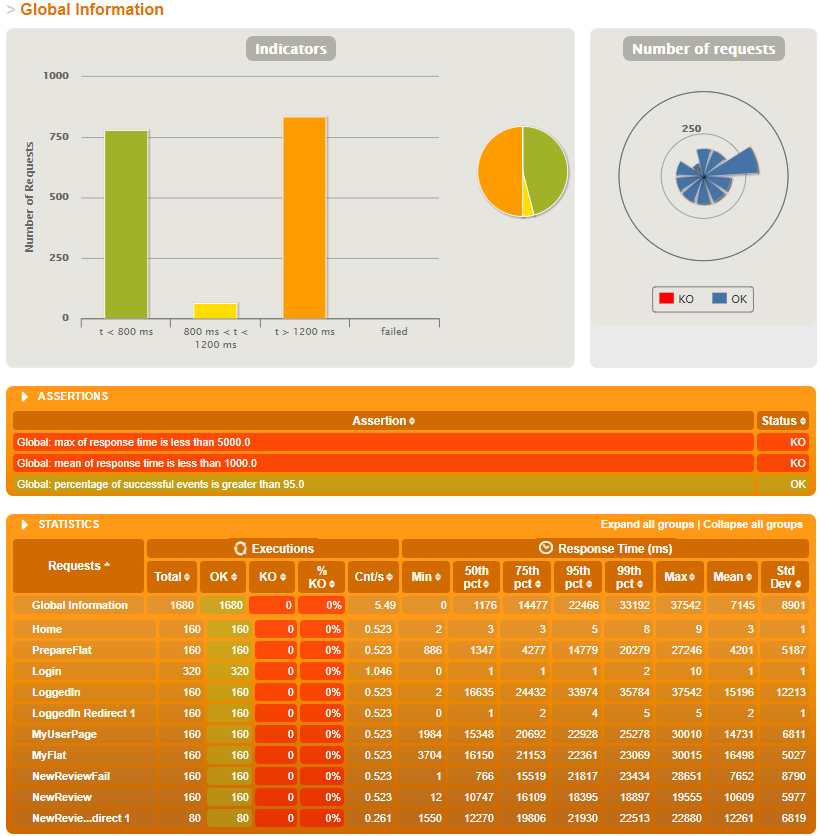 > Global Information
Indicators
Number of requests
1000
750
500
250
0
Number of Requests
t < 800 ms
800 ms < t <
1200 ms
t > 1200 ms
failed
250
KO OK
ASSERTIONS
Assertion Status
Global: max of response time is less than 5000.0 KO
Global: mean of response time is less than 1000.0 KO
Global: percentage of successful events is greater than 95.0 OK
STATISTICS Expand all groups | Collapse all groups
Requests Executions Response Time (ms)
Total OK KO % KO Cnt/s Min 50th pct 75th pct 95th pct 99th pct Max Mean Std Dev
Global Information 1680 1680 0 0% 5.49 0 1176 14477 22466 33192 37542 7145 8901
Home 160 160 0 0% 0.523 2 3 3 5 8 9 3 1
PrepareFlat 160 160 0 0% 0.523 886 1347 4277 14779 20279 27246 4201 5187
Login 320 320 0 0% 1.046 0 1 1 1 2 10 1 1
LoggedIn 160 160 0 0% 0.523 2 16635 24432 33974 35784 37542 15196 12213
LoggedIn Redirect 1 160 160 0 0% 0.523 0 1 2 4 5 5 2 1
MyUserPage 160 160 0 0% 0.523 1984 15348 20692 22928 25278 30010 14731 6811
MyFlat 160 160 0 0% 0.523 3704 16150 21153 22361 23069 30015 16498 5027
NewReviewFail 160 160 0 0% 0.523 1 766 15519 21817 23434 28651 7652 8790
NewReview 160 160 0 0% 0.523 12 10747 16109 18395 18897 19555 10609 5977
NewRevie...direct 1 80 80 0 0% 0.261 1550 12270 19806 21930 22513 22880 12261 6819